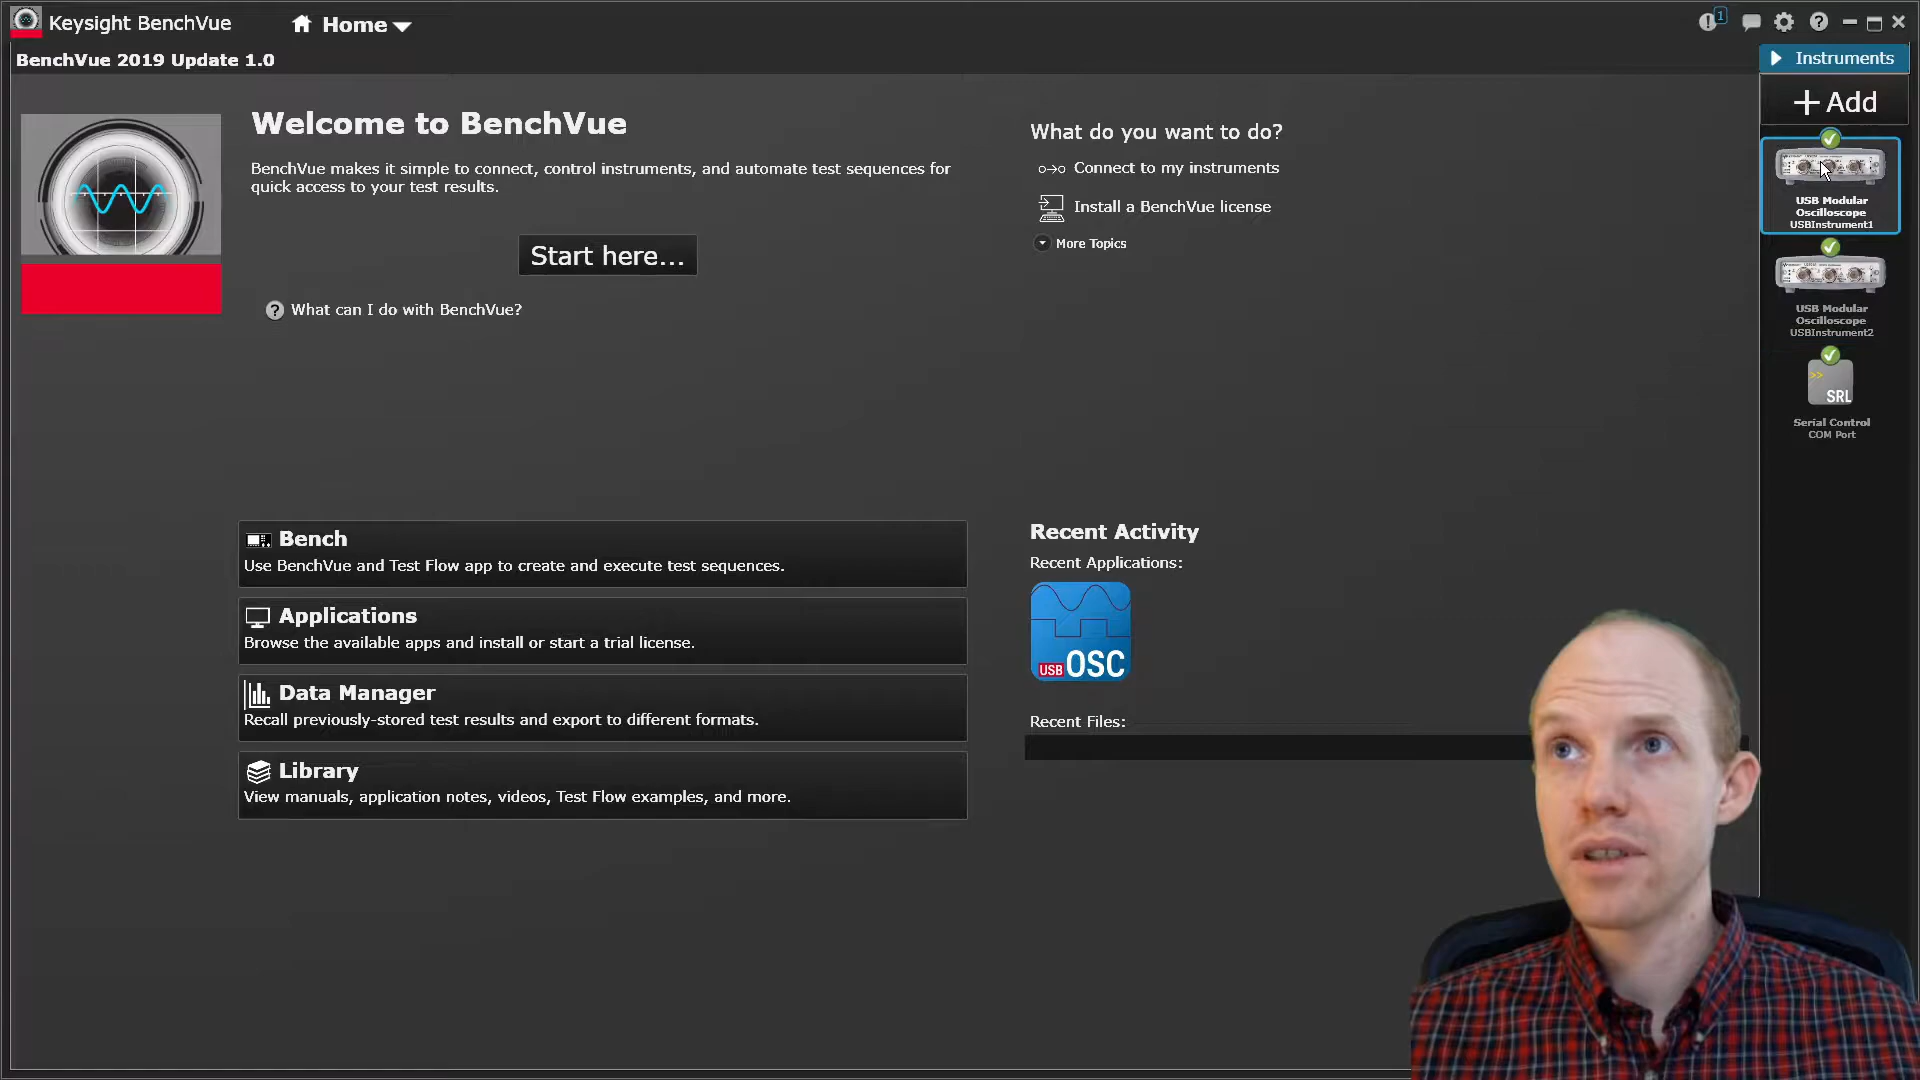 Keysight BenchVue
Home
1
BenchVue 2019 Update 1.0
Instruments
+ Add
Welcome to BenchVue
BenchVue makes it simple to connect, control instruments, and automate test sequences for
quick access to your test results.
Start here...
? What can I do with BenchVue?
What do you want to do?
Connect to my instruments
Install a BenchVue license
More Topics
USB Modular
Oscilloscope
USBInstrument1
USB Modular
Oscilloscope
USBInstrument2
>>
SRL
Serial Control
COM Port
Bench
Use BenchVue and Test Flow app to create and execute test sequences.
Applications
Browse the available apps and install or start a trial license.
Data Manager
Recall previously-stored test results and export to different formats.
Library
View manuals, application notes, videos, Test Flow examples, and more.
Recent Activity
Recent Applications:
USB OSC
Recent Files: